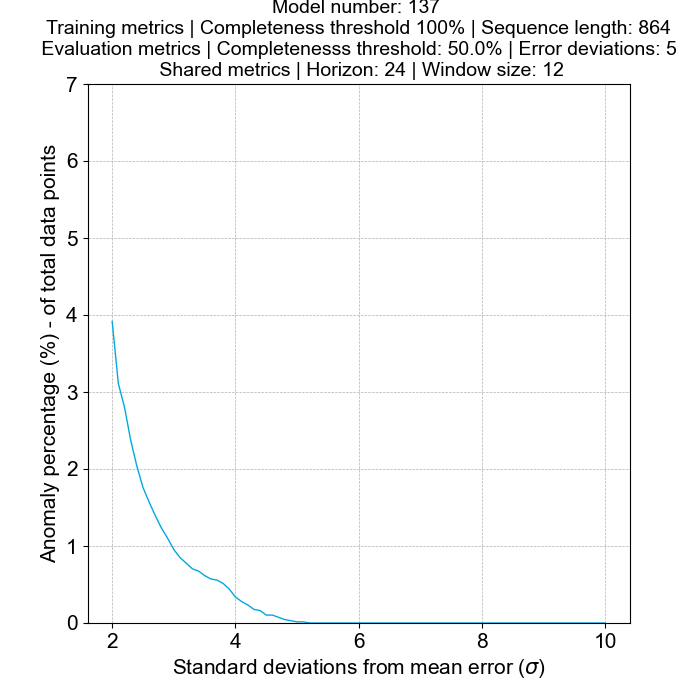 Model number: 137
Training metrics | Completeness threshold 100% | Sequence length: 864
Evaluation metrics | Completenesss threshold: 50.0% | Error deviations: 5
Shared metrics | Horizon: 24 | Window size: 12
7
6
5
4
3
2
1
0
Anomaly percentage (%) - of total data points
2 4 6 8 10
Standard deviations from mean error (σ)